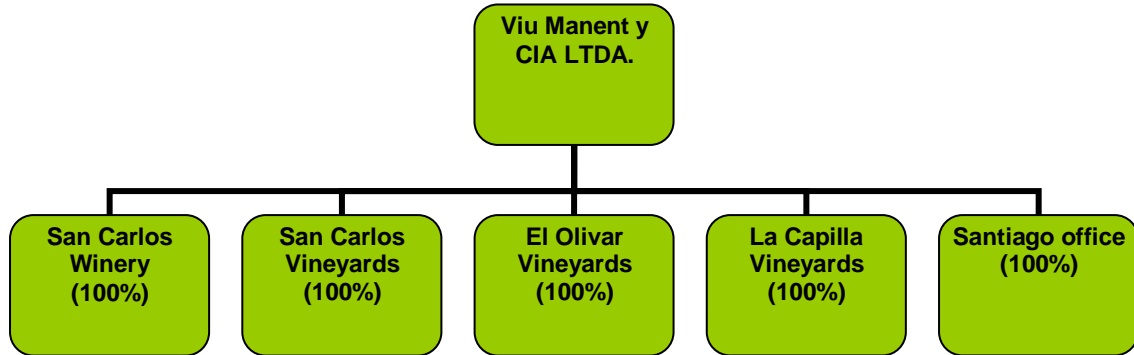 Viu Manent y
CIA LTDA.
San Carlos
Winery
(100%)
San Carlos
Vineyards
(100%)
El Olivar
Vineyards
(100%)
La Capilla
Vineyards
(100%)
Santiago office
(100%)